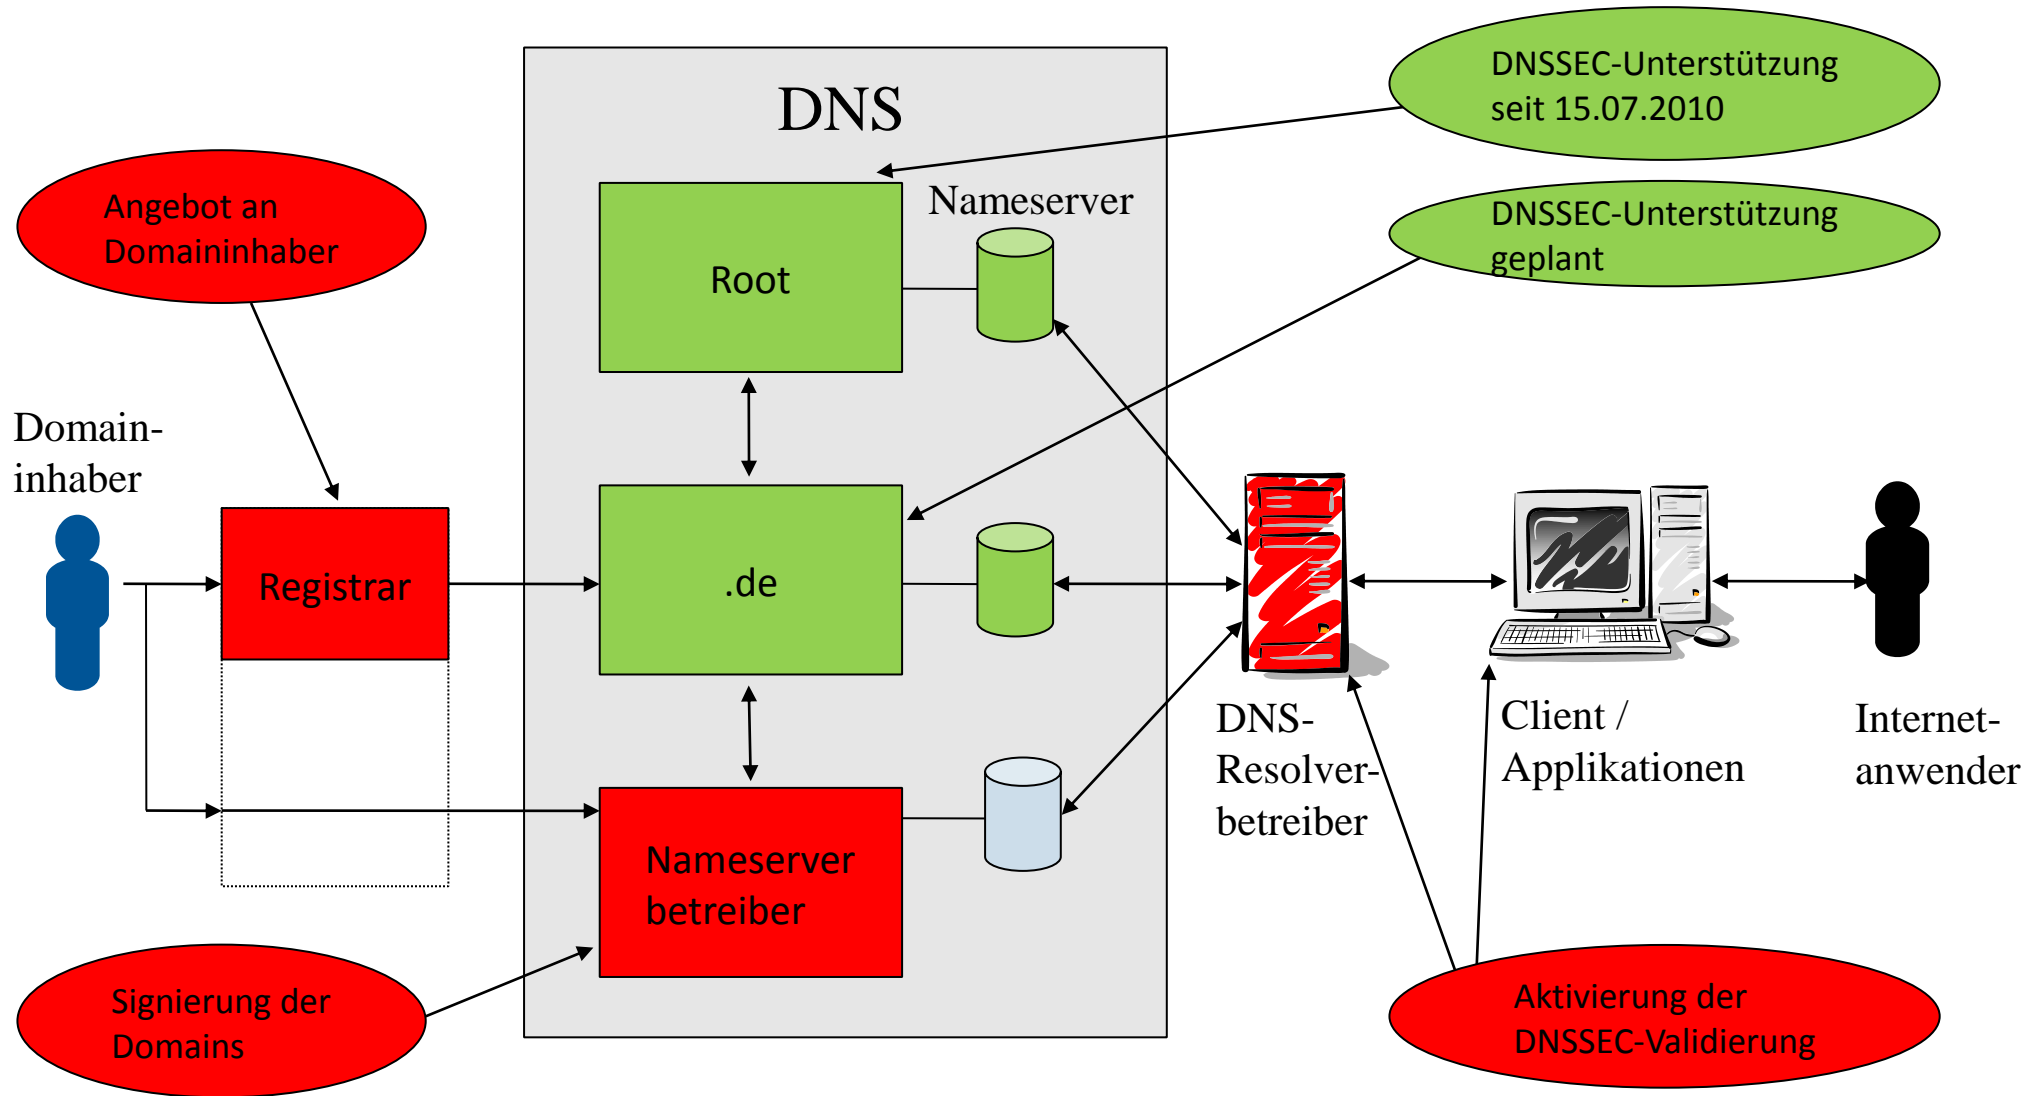 DNS
DNSSEC-Unterstützung
seit 15.07.2010
Angebot an
Domaininhaber
Nameserver
DNSSEC-Unterstützung
geplant
Root
Domain-
inhaber
Registrar
.de
DNS-
Resolver-
betreiber
Client /
Applikationen
Internet-
anwender
Nameserver
betreiber
Signierung der
Domains
Aktivierung der
DNSSEC-Validierung